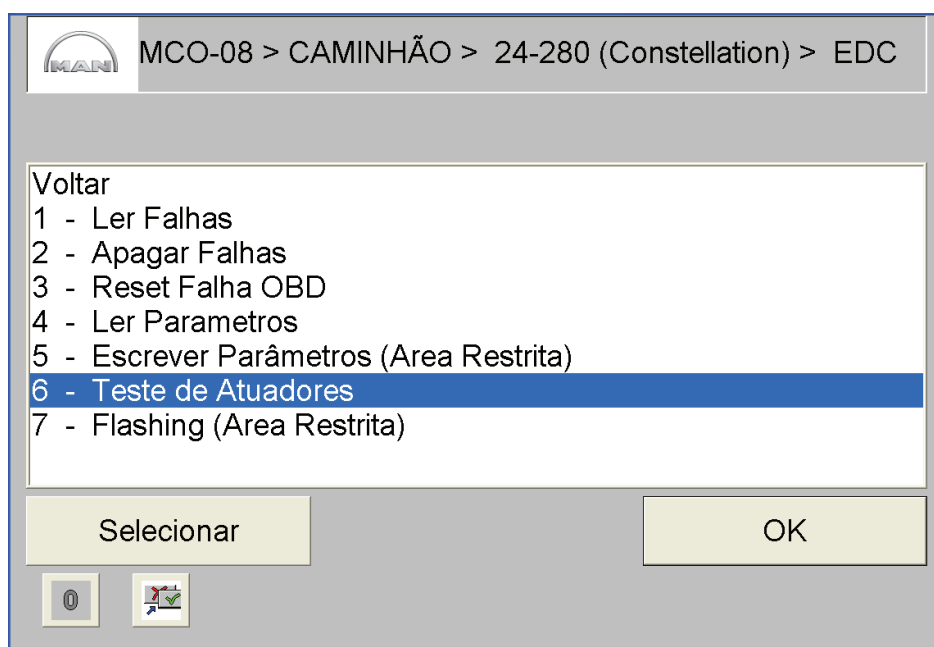 MAN
MCO-08 > CAMINHÃO > 24-280 (Constellation) > EDC
Voltar
1 - Ler Falhas
2 - Apagar Falhas
3 - Reset Falha OBD
4 - Ler Parametros
5 - Escrever Parâmetros (Area Restrita)
6 - Teste de Atuadores
7 - Flashing (Area Restrita)
Selecionar
OK
0